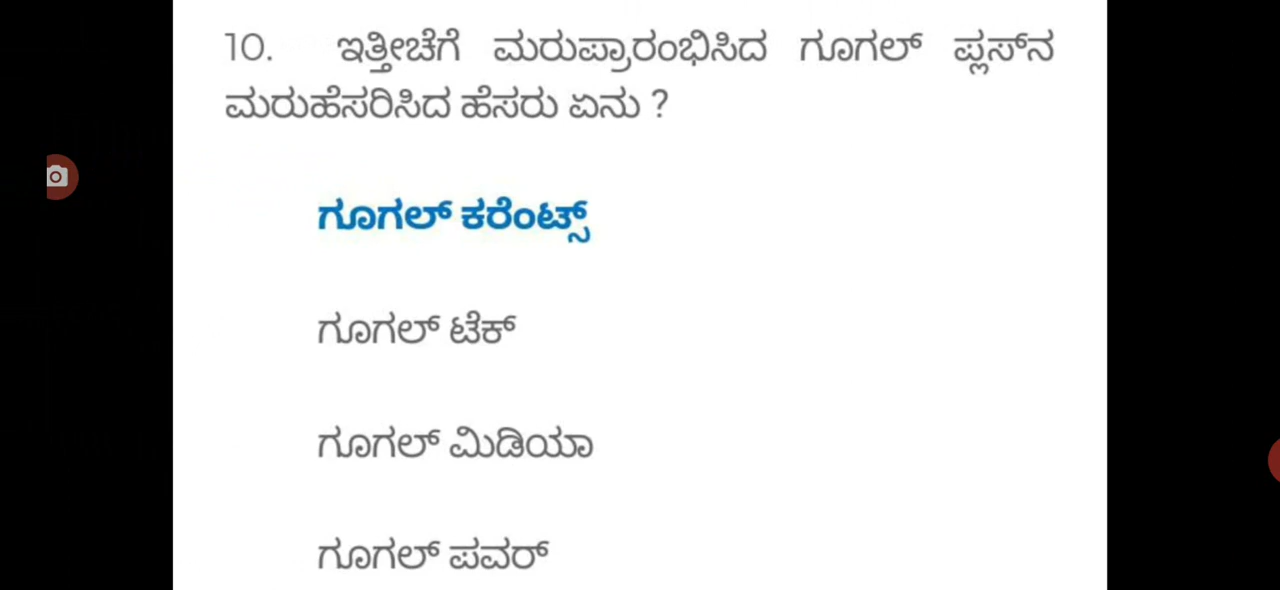 10. ಇತ್ತೀಚೆಗೆ ಮರುಪ್ರಾರಂಭಿಸಿದ ಗೂಗಲ್ ಪ್ಲಸ್‌ನ
ಮರುಹೆಸರಿಸಿದ ಹೆಸರು ಏನು ?
ಗೂಗಲ್ ಕರೆಂಟ್ಸ್
ಗೂಗಲ್ ಟೆಕ್
ಗೂಗಲ್ ಮಿಡಿಯಾ
ಗೂಗಲ್ ಪವರ್